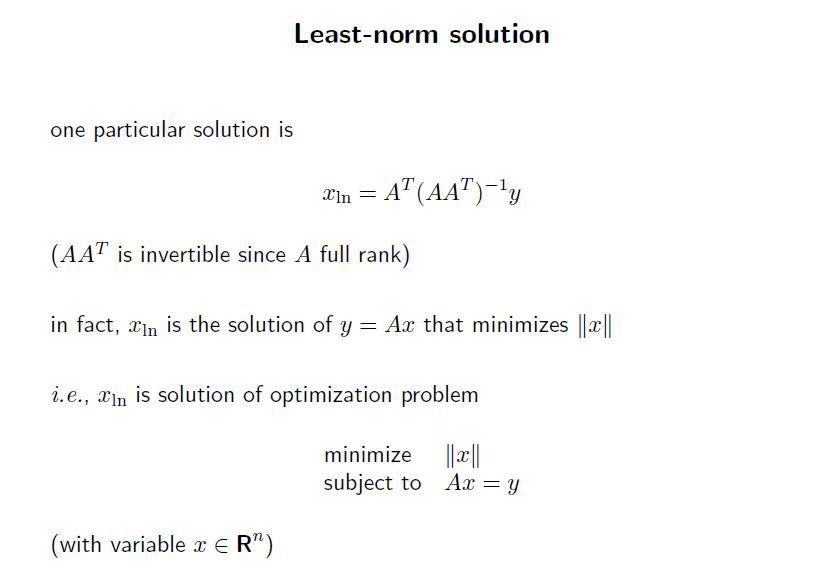 Least-norm solution
one particular solution is
x_ln = A^T(AA^T)^{-1}y
(AA^T is invertible since A full rank)
in fact, x_ln is the solution of y = Ax that minimizes ‖x‖
i.e., x_ln is solution of optimization problem
minimize ‖x‖
subject to Ax = y
(with variable x ∈ R^n)